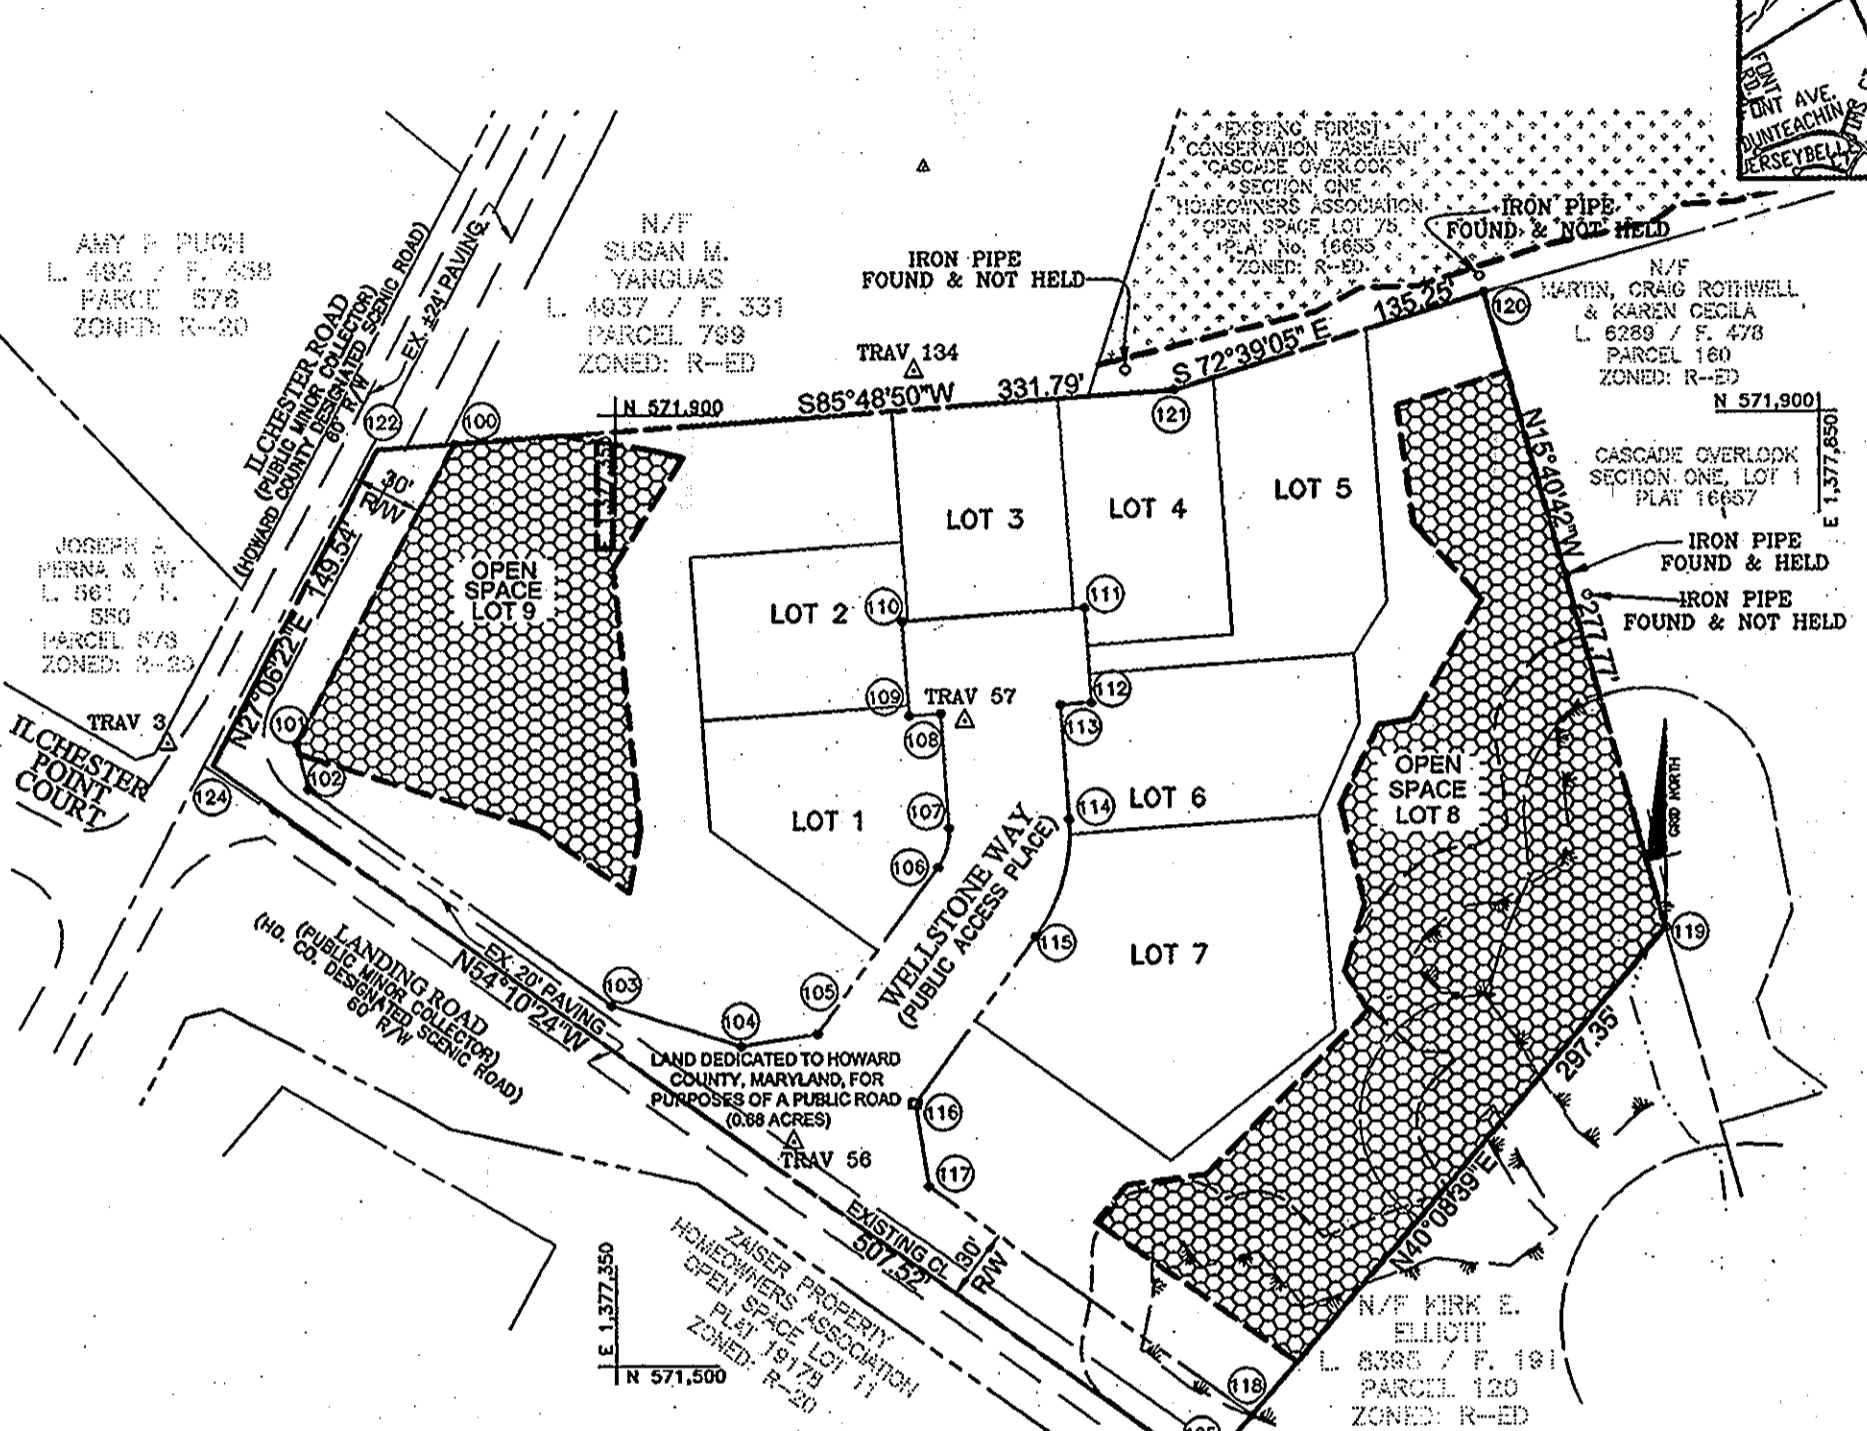 FONT
RD.
FONT AVE.
DUNTEACHIN
JERSEYBELLE
EXISTING FOREST
CONSERVATION EASEMENT
CASCADE OVERLOOK
SECTION ONE
HOMEOWNERS ASSOCIATION
OPEN SPACE LOT 75
PLAT No. 16655
ZONED: R-ED
IRON PIPE
FOUND & NOT HELD
IRON PIPE
FOUND & NOT HELD
AMY P PUGH
L. 492 / F. 458
PARCE 576
ZONED: R-20
N/F
SUSAN M.
YANGUAS
L. 4937 / F. 331
PARCEL 799
ZONED: R-ED
N/F
MARTIN, CRAIG ROTHWELL
& KAREN CECILA
L. 6289 / F. 478
PARCEL 160
ZONED: R-ED
ILCHESTER ROAD
(PUBLIC MINOR COLLECTOR)
(HOWARD COUNTY DESIGNATED SCENIC ROAD)
60' R/W
EX. ±24' PAVING
TRAV 134
S85°48'50"W 331.79'
S 72°39'05" E 135.25'
120
121
122
100
N 571,900
E 1,377,350
N 571,900
E 1,377,850
CASCADE OVERLOOK
SECTION ONE, LOT 1
PLAT 16657
30'
R/W
N15°40'42"W 277.77'
IRON PIPE
FOUND & HELD
IRON PIPE
FOUND & NOT HELD
JOSEPH A
PERNA & W
L. 561 / F.
550
PARCEL 578
ZONED: R-20
N27°06'22"E 149.54'
OPEN
SPACE
LOT 9
LOT 3
LOT 4
LOT 5
LOT 2
110
111
109
108
TRAV 57
112
113
TRAV 3
101
102
124
ILCHESTER
POINT
COURT
LOT 1
107
106
114
LOT 6
OPEN
SPACE
LOT 8
GRID NORTH
119
WELLSTONE WAY
(PUBLIC ACCESS PLACE)
115
LOT 7
LANDING ROAD
(PUBLIC MINOR COLLECTOR)
(HO. CO. DESIGNATED SCENIC ROAD)
60' R/W
EX. 20' PAVING
N54°10'24"W
103
104
105
LAND DEDICATED TO HOWARD
COUNTY, MARYLAND, FOR
PURPOSES OF A PUBLIC ROAD
(0.68 ACRES)
TRAV 56
116
117
297.35'
N40°08'39"E
EXISTING CL
507.52'
30'
R/W
E 1,377,350
N 571,500
ZAISER PROPERTY
HOMEOWNERS ASSOCIATION
OPEN SPACE LOT 11
PLAT 19178
ZONED: R-20
118
N/F KIRK E.
ELLIOTT
L. 8395 / F. 191
PARCEL 120
ZONED: R-ED